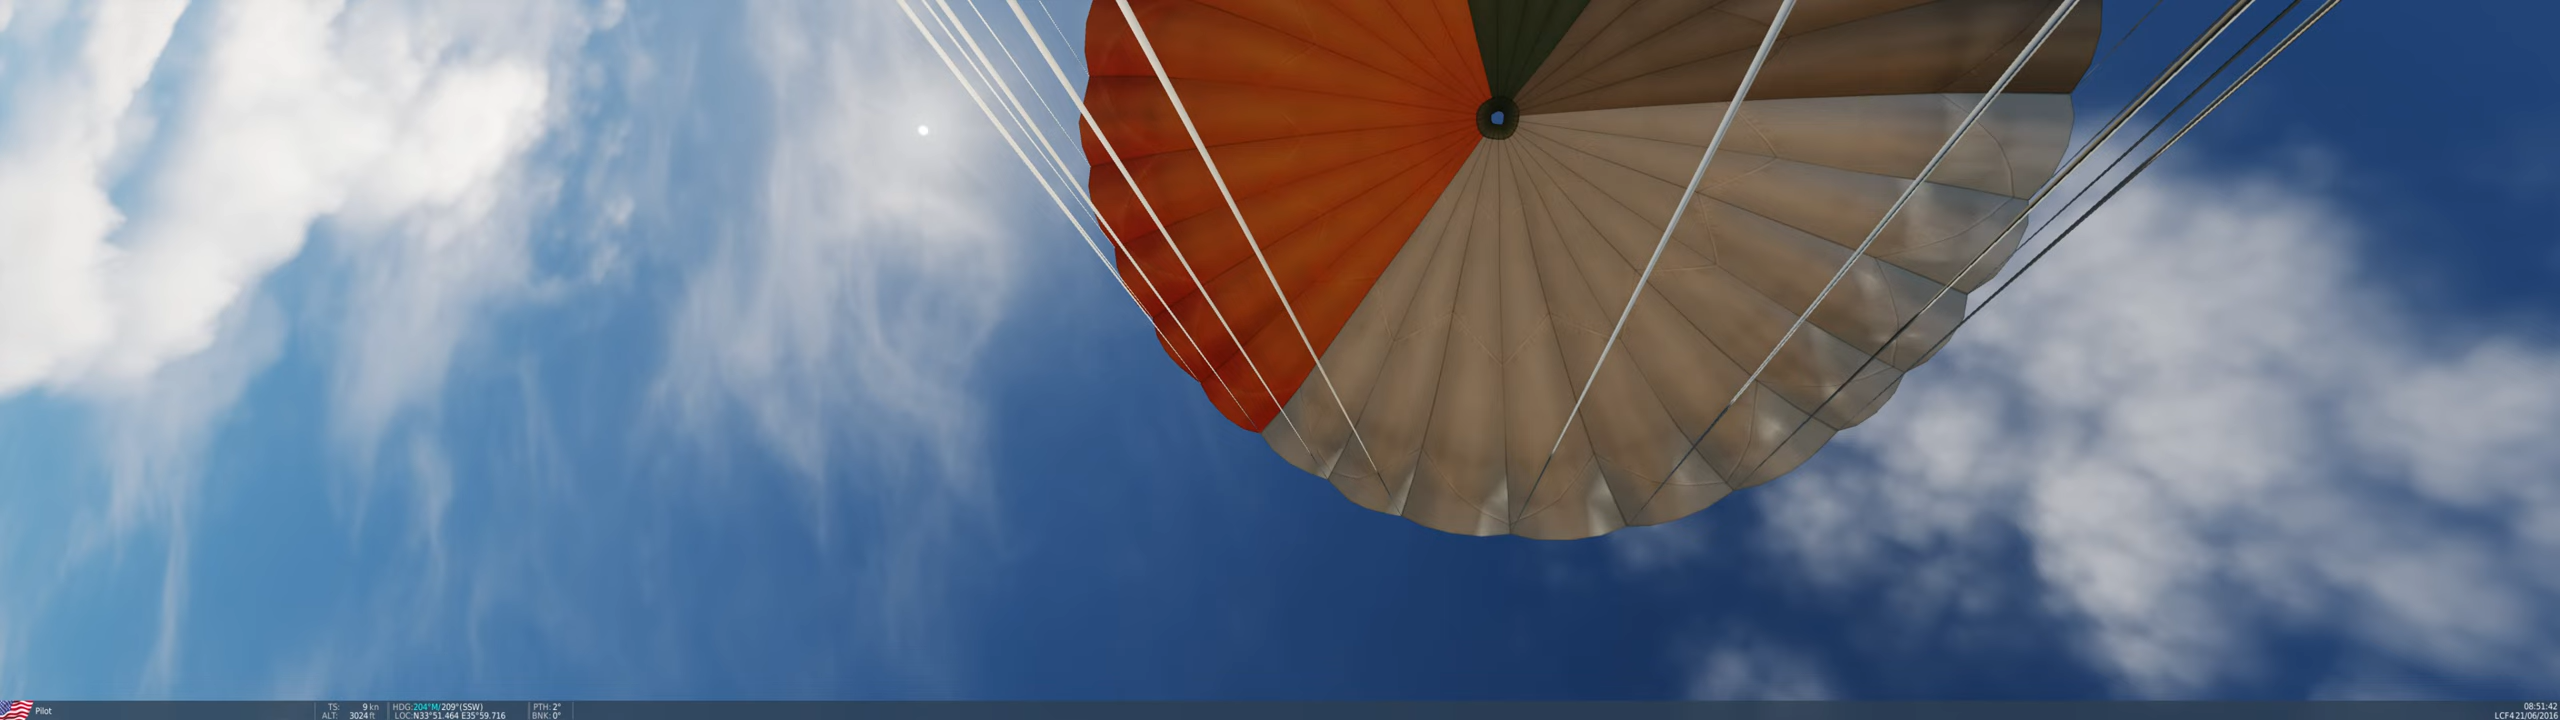 Pilot
TS: 9 kn
ALT: 3024 ft
HDG:204°M/209°(SSW)
LOC:N33°51.464 E35°59.716
PTH: 2°
BNK: 0°
08:51:42
LCF4 21/06/2016